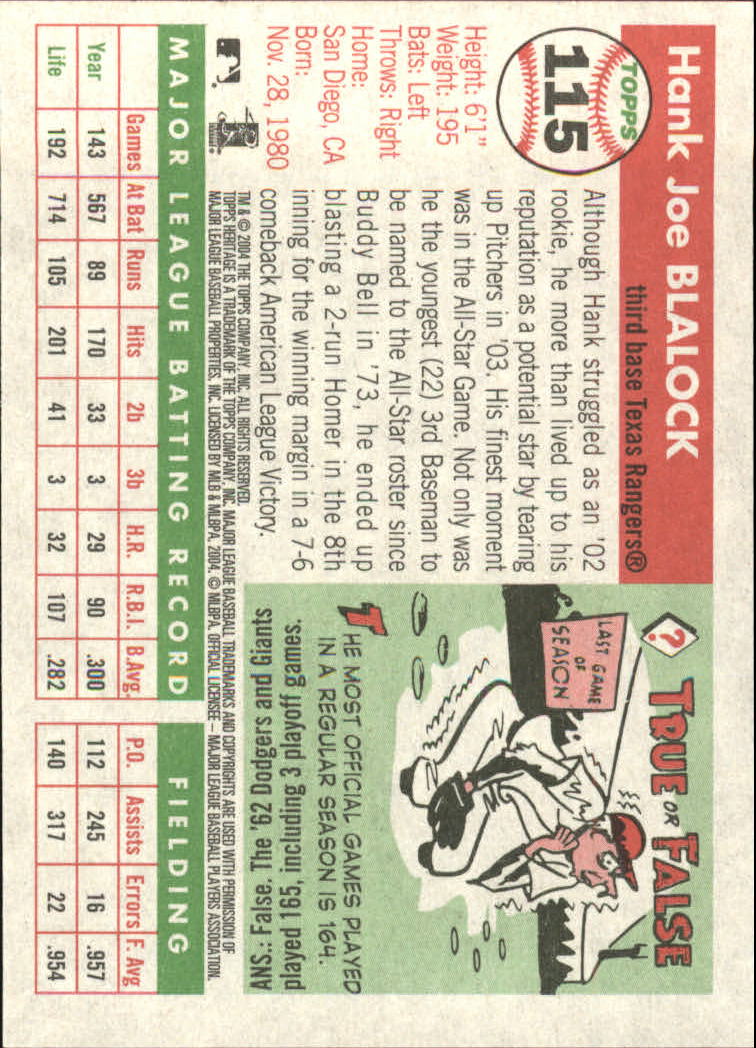 Hank Joe BLALOCK
third base Texas Rangers®
TOPPS
115
Height: 6'1"
Weight: 195
Bats: Left
Throws: Right
Home:
San Diego, CA
Born:
Nov. 28, 1980
Although Hank struggled as an '02
rookie, he more than lived up to his
reputation as a potential star by tearing
up Pitchers in '03. His finest moment
was in the All-Star Game. Not only was
he the youngest (22) 3rd Baseman to
be named to the All-Star roster since
Buddy Bell in '73, he ended up
blasting a 2-run Homer in the 8th
inning for the winning margin in a 7-6
comeback American League Victory.
? TRUE OR FALSE
LAST GAME
OF
SEASON
THE MOST OFFICIAL GAMES PLAYED
IN A REGULAR SEASON IS 164.
ANS.: False. The '62 Dodgers and Giants
played 165, including 3 playoff games.
TM & © 2004 THE TOPPS COMPANY, INC. ALL RIGHTS RESERVED.
TOPPS HERITAGE IS A TRADEMARK OF THE TOPPS COMPANY, INC. MAJOR LEAGUE BASEBALL TRADEMARKS AND COPYRIGHTS ARE USED WITH PERMISSION OF
MAJOR LEAGUE BASEBALL PROPERTIES, INC. LICENSED BY MLB & MLBPA, 2004. © MLBPA. OFFICIAL LICENSEE – MAJOR LEAGUE BASEBALL PLAYERS ASSOCIATION.
MAJOR LEAGUE BATTING RECORD FIELDING
Games At Bat Runs Hits 2b 3b H.R. R.B.I. B.Avg. P.O. Assists Errors F. Avg
Year 143 567 89 170 33 3 29 90 .300 112 245 16 .957
Life 192 714 105 201 41 3 32 107 .282 140 317 22 .954